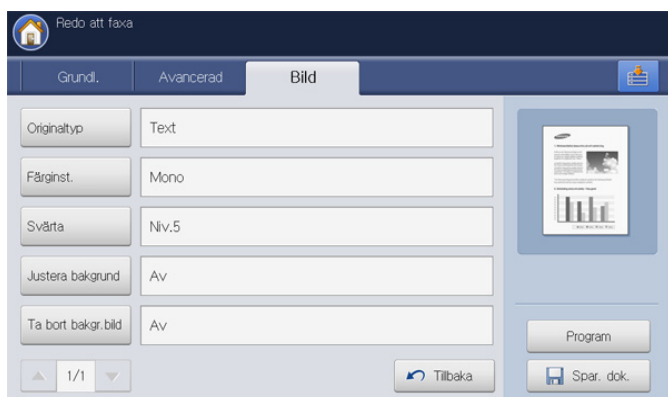 Redo att faxa
Grundl.
Avancerad
Bild
Originaltyp
Text
Färginst.
Mono
Svärta
Niv.5
Justera bakgrund
Av
Ta bort bakgr.bild
Av
1/1
Tillbaka
Program
Spar. dok.